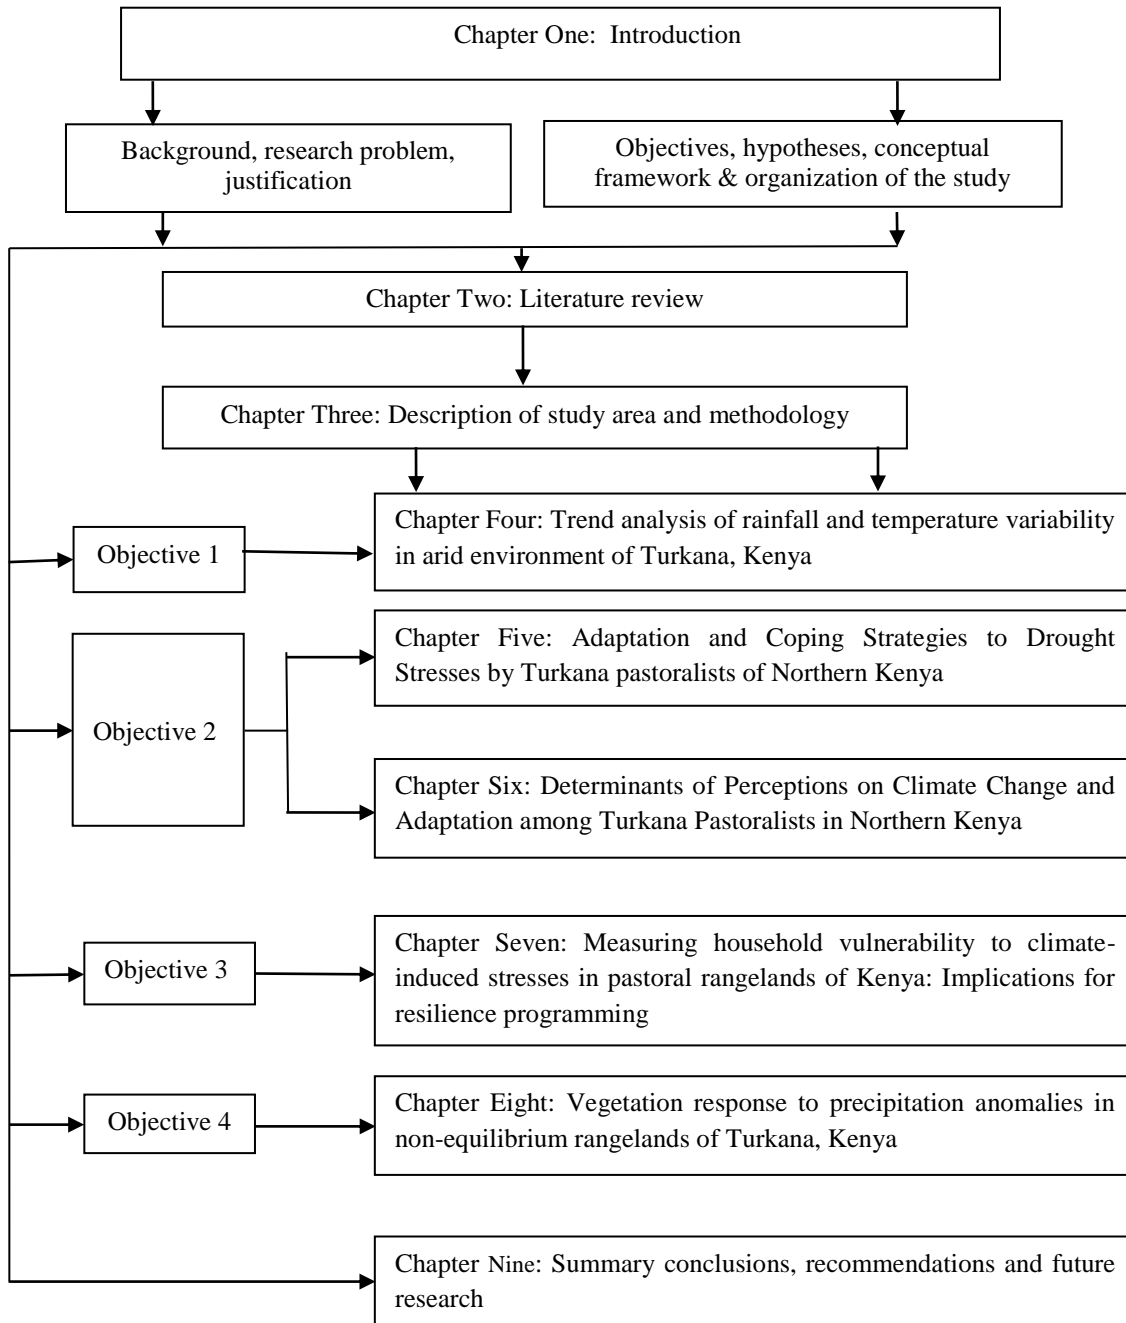 Chapter One: Introduction
Background, research problem,
justification
Objectives, hypotheses, conceptual
framework & organization of the study
Chapter Two: Literature review
Chapter Three: Description of study area and methodology
Objective 1
Chapter Four: Trend analysis of rainfall and temperature variability
in arid environment of Turkana, Kenya
Objective 2
Chapter Five: Adaptation and Coping Strategies to Drought
Stresses by Turkana pastoralists of Northern Kenya
Chapter Six: Determinants of Perceptions on Climate Change and
Adaptation among Turkana Pastoralists in Northern Kenya
Objective 3
Chapter Seven: Measuring household vulnerability to climate-
induced stresses in pastoral rangelands of Kenya: Implications for
resilience programming
Objective 4
Chapter Eight: Vegetation response to precipitation anomalies in
non-equilibrium rangelands of Turkana, Kenya
Chapter Nine: Summary conclusions, recommendations and future
research